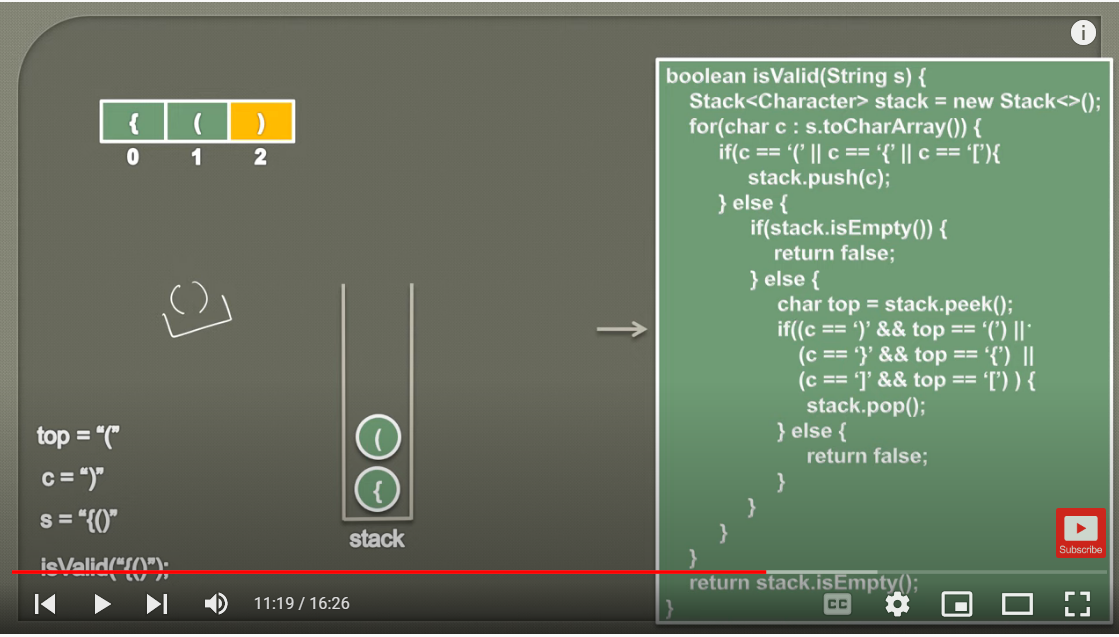 { ( )
0 1 2
top = “(”
c = “)”
s = “{()”
isValid(“{()”);
(
{
stack
boolean isValid(String s) {
Stack<Character> stack = new Stack<>();
for(char c : s.toCharArray()) {
if(c == ‘(’ || c == ‘{’ || c == ‘[’){
stack.push(c);
} else {
if(stack.isEmpty()) {
return false;
} else {
char top = stack.peek();
if((c == ‘)’ && top == ‘(’) ||
(c == ‘}’ && top == ‘{’) ||
(c == ‘]’ && top == ‘[’) ) {
stack.pop();
} else {
return false;
}
}
}
}
return stack.isEmpty();
}
Subscribe
11:19 / 16:26
CC